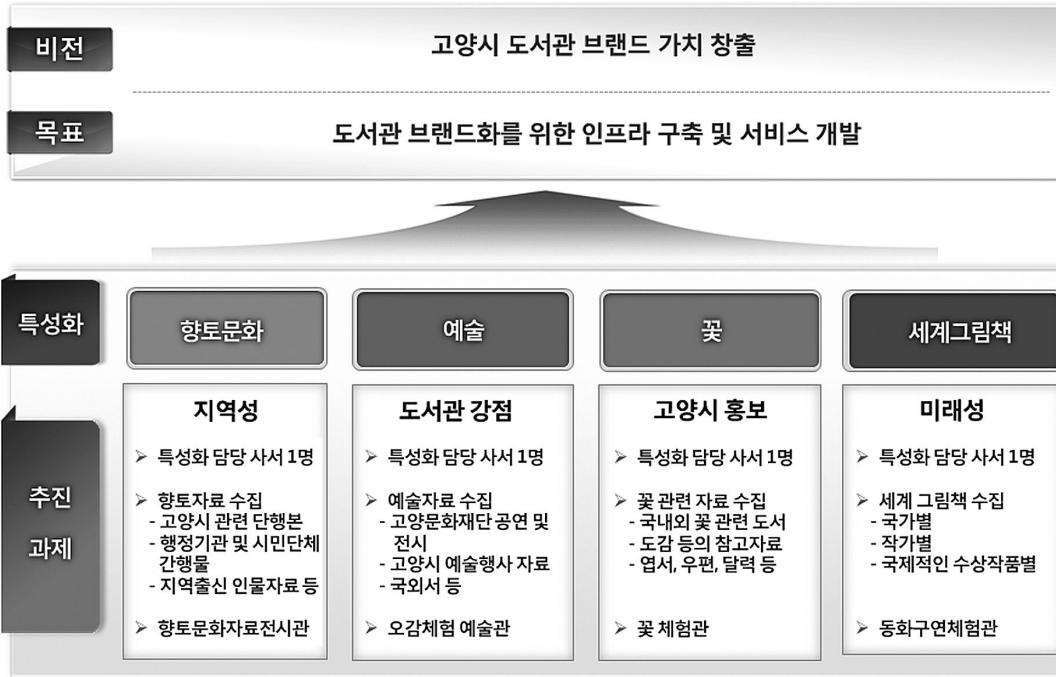 비전
고양시 도서관 브랜드 가치 창출
목표
도서관 브랜드화를 위한 인프라 구축 및 서비스 개발
특성화
향토문화
예술
꽃
세계그림책
추진
과제
지역성
➢ 특성화 담당 사서 1명
➢ 향토자료 수집
- 고양시 관련 단행본
- 행정기관 및 시민단체
간행물
- 지역출신 인물자료 등
➢ 향토문화자료전시관
도서관 강점
➢ 특성화 담당 사서 1명
➢ 예술자료 수집
- 고양문화재단 공연 및
전시
- 고양시 예술행사 자료
- 국외서 등
➢ 오감체험 예술관
고양시 홍보
➢ 특성화 담당 사서 1명
➢ 꽃 관련 자료 수집
- 국내외 꽃 관련 도서
- 도감 등의 참고자료
- 엽서, 우편, 달력 등
➢ 꽃 체험관
미래성
➢ 특성화 담당 사서 1명
➢ 세계 그림책 수집
- 국가별
- 작가별
- 국제적인 수상작품별
➢ 동화구연체험관